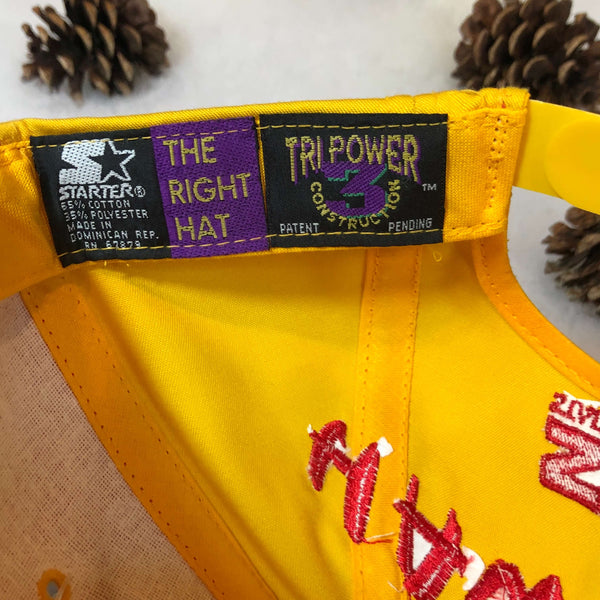 STARTER®
65% COTTON
35% POLYESTER
MADE IN
DOMINICAN REP.
RN 67879
THE
RIGHT
HAT
TRI POWER
3
CONSTRUCTION
™
PATENT PENDING